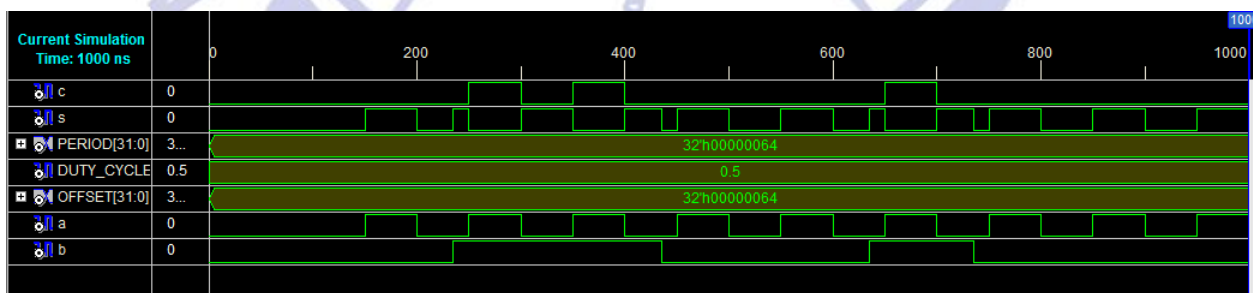 1000
Current Simulation
Time: 1000 ns
0 200 400 600 800 1000
c 0
s 0
PERIOD[31:0] 3... 32'h00000064
DUTY_CYCLE 0.5 0.5
OFFSET[31:0] 3... 32'h00000064
a 0
b 0